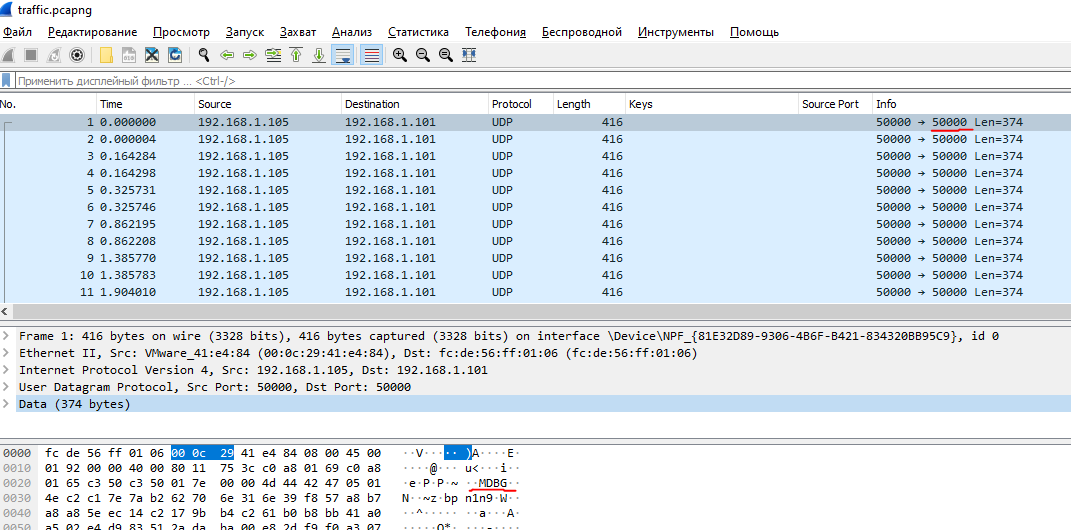 traffic.pcapng
Файл Редактирование Просмотр Запуск Захват Анализ Статистика Телефония Беспроводной Инструменты Помощь
Применить дисплейный фильтр ... <Ctrl-/>
No. Time Source Destination Protocol Length Keys Source Port Info
1 0.000000 192.168.1.105 192.168.1.101 UDP 416 50000 → 50000 Len=374
2 0.000004 192.168.1.105 192.168.1.101 UDP 416 50000 → 50000 Len=374
3 0.164284 192.168.1.105 192.168.1.101 UDP 416 50000 → 50000 Len=374
4 0.164298 192.168.1.105 192.168.1.101 UDP 416 50000 → 50000 Len=374
5 0.325731 192.168.1.105 192.168.1.101 UDP 416 50000 → 50000 Len=374
6 0.325746 192.168.1.105 192.168.1.101 UDP 416 50000 → 50000 Len=374
7 0.862195 192.168.1.105 192.168.1.101 UDP 416 50000 → 50000 Len=374
8 0.862208 192.168.1.105 192.168.1.101 UDP 416 50000 → 50000 Len=374
9 1.385770 192.168.1.105 192.168.1.101 UDP 416 50000 → 50000 Len=374
10 1.385783 192.168.1.105 192.168.1.101 UDP 416 50000 → 50000 Len=374
11 1.904010 192.168.1.105 192.168.1.101 UDP 416 50000 → 50000 Len=374
Frame 1: 416 bytes on wire (3328 bits), 416 bytes captured (3328 bits) on interface \Device\NPF_{81E32D89-9306-4B6F-B421-834320BB95C9}, id 0
Ethernet II, Src: VMware_41:e4:84 (00:0c:29:41:e4:84), Dst: fc:de:56:ff:01:06 (fc:de:56:ff:01:06)
Internet Protocol Version 4, Src: 192.168.1.105, Dst: 192.168.1.101
User Datagram Protocol, Src Port: 50000, Dst Port: 50000
Data (374 bytes)
0000 fc de 56 ff 01 06 00 0c 29 41 e4 84 08 00 45 00 ··V·····)A····E·
0010 01 92 00 00 40 00 80 11 75 3c c0 a8 01 69 c0 a8 ····@···u<···i··
0020 01 65 c3 50 c3 50 01 7e 00 00 4d 44 42 47 05 01 ·e·P·P·~··MDBG··
0030 4e c2 c1 7e 7a b2 62 70 6e 31 6e 39 f8 57 a8 b7 N··~z·bpn1n9·W··
0040 a8 a8 5e ec 14 c2 17 9b b4 c2 61 b0 b8 bb 41 a0 ··^·······a···A·